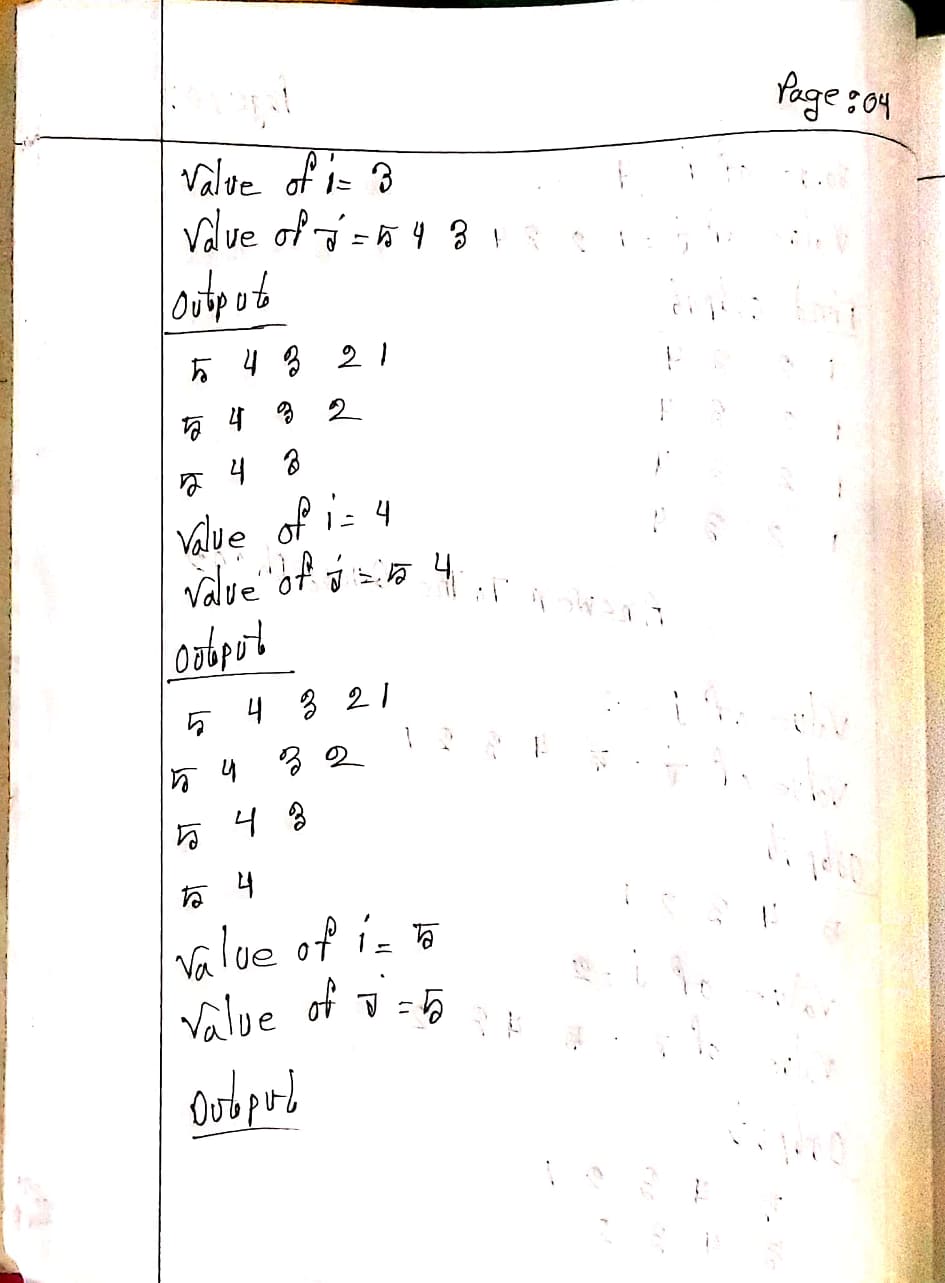 Page: 04
Value of i= 3
Value of j = 5 4 3
Output
5 4 3 2 1
5 4 3 2
5 4 3
Value of i= 4
Value of j = 5 4
Output
5 4 3 2 1
5 4 3 2
5 4 3
5 4
Value of i= 5
Value of j = 5
Output